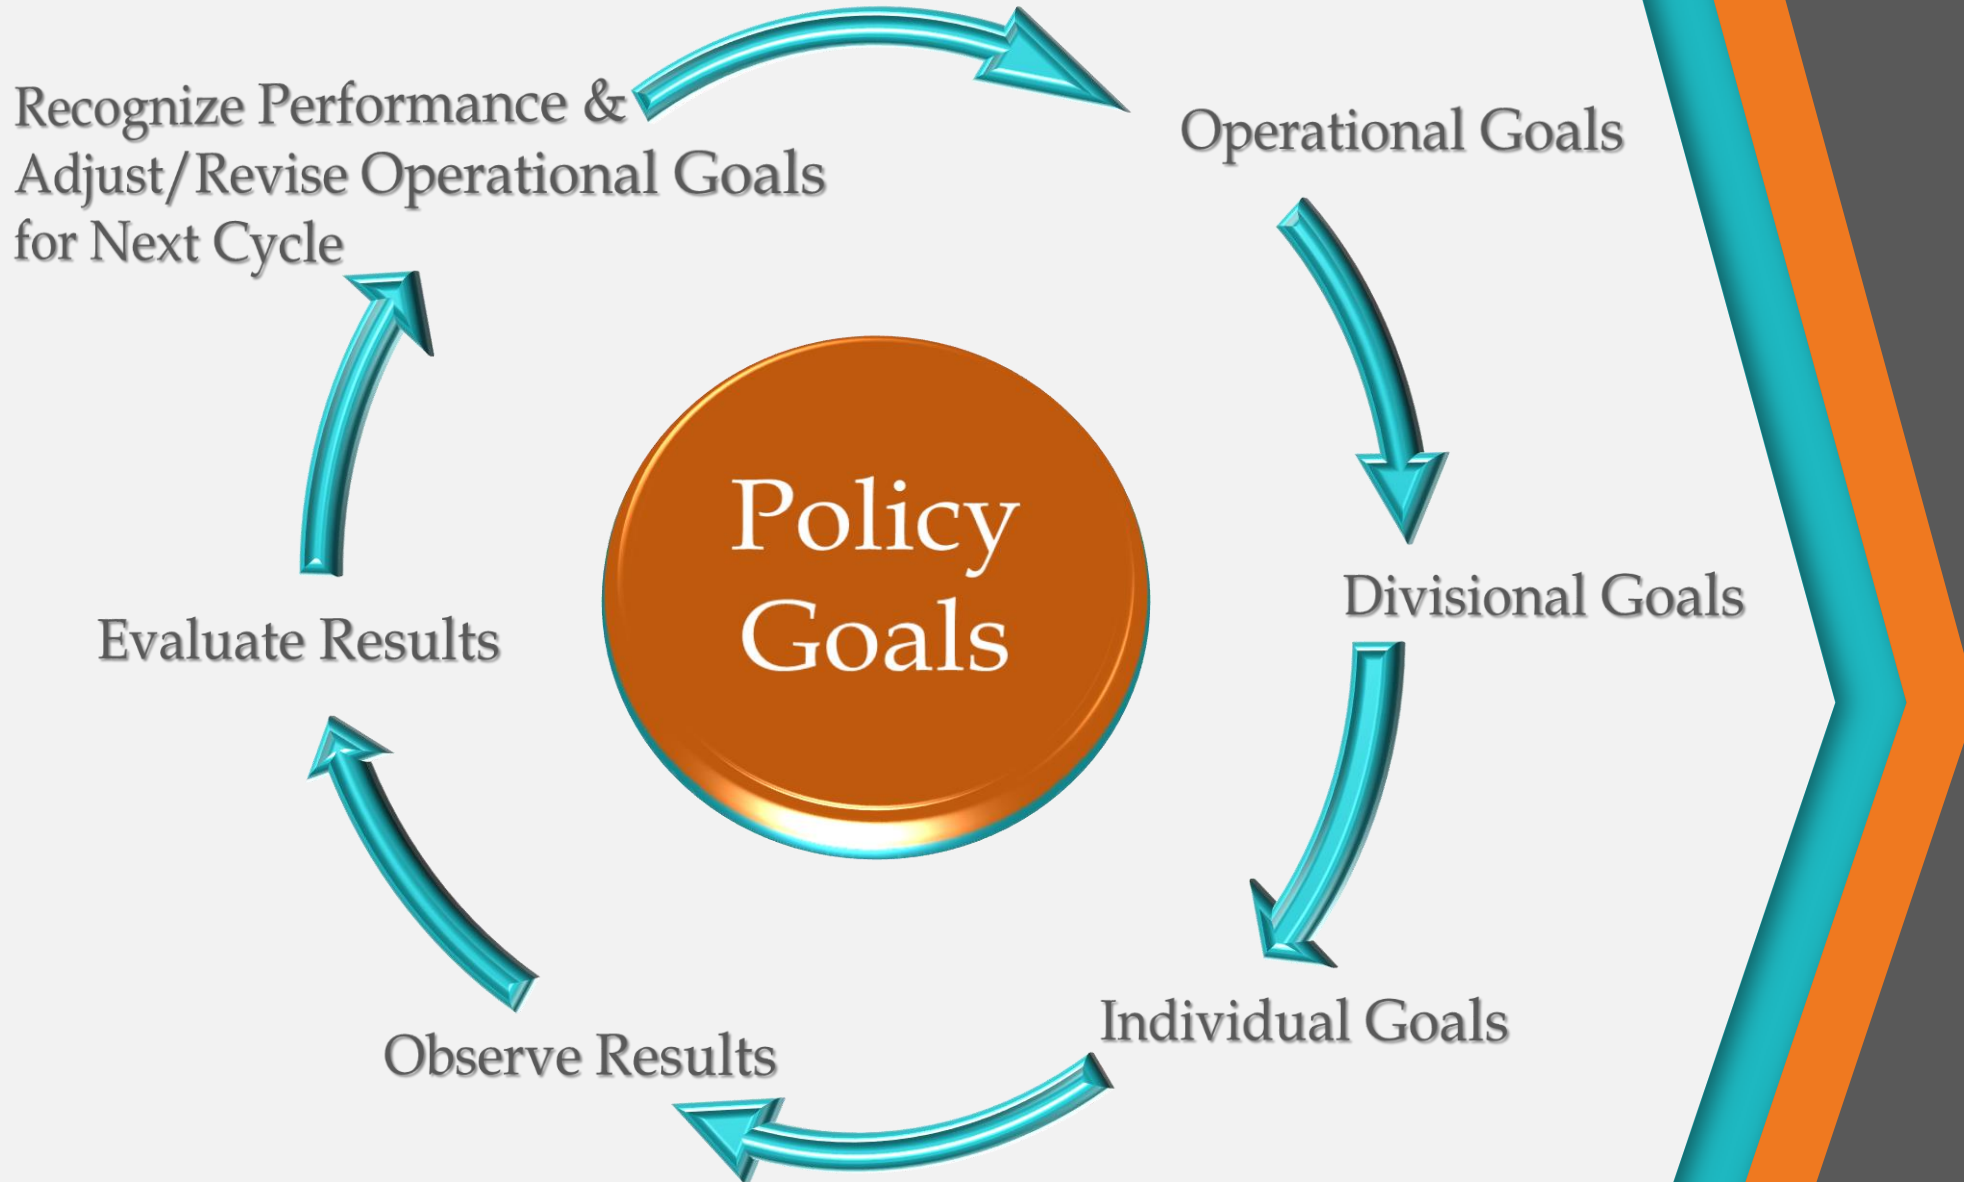 Recognize Performance &
Adjust/Revise Operational Goals
for Next Cycle
Operational Goals
Divisional Goals
Individual Goals
Observe Results
Evaluate Results
Policy
Goals